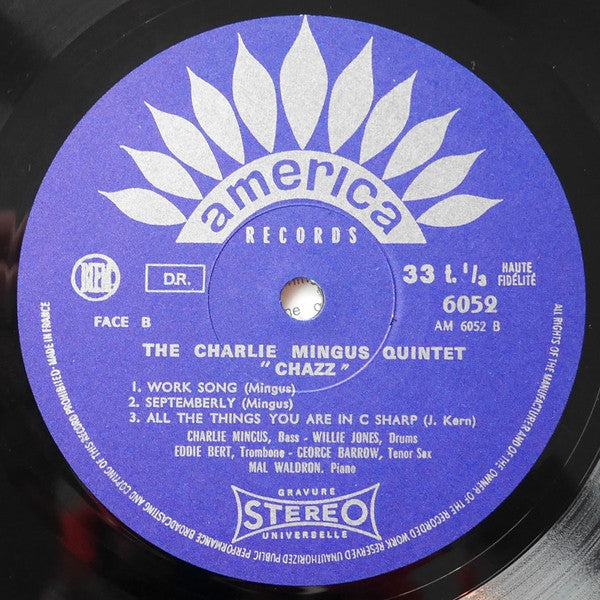 america
RECORDS
BIEM
D.R.
33 t. 1/3
HAUTE
FIDÉLITÉ
6052
FACE B
AM 6052 B
THE CHARLIE MINGUS QUINTET
"CHAZZ"
1. WORK SONG (Mingus)
2. SEPTEMBERLY (Mingus)
3. ALL THE THINGS YOU ARE IN C SHARP (J. Kern)
CHARLIE MINGUS, Bass - WILLIE JONES, Drums
EDDIE BERT, Trombone - GEORGE BARROW, Tenor Sax
MAL WALDRON, Piano
GRAVURE
STEREO
UNIVERSELLE
ALL RIGHTS OF THE MANUFACTURER AND OF THE OWNER OF THE RECORDED WORK RESERVED UNAUTHORIZED PUBLIC PERFORMANCE BROADCASTING AND COPYING OF THIS RECORD PROHIBITED - MADE IN FRANCE